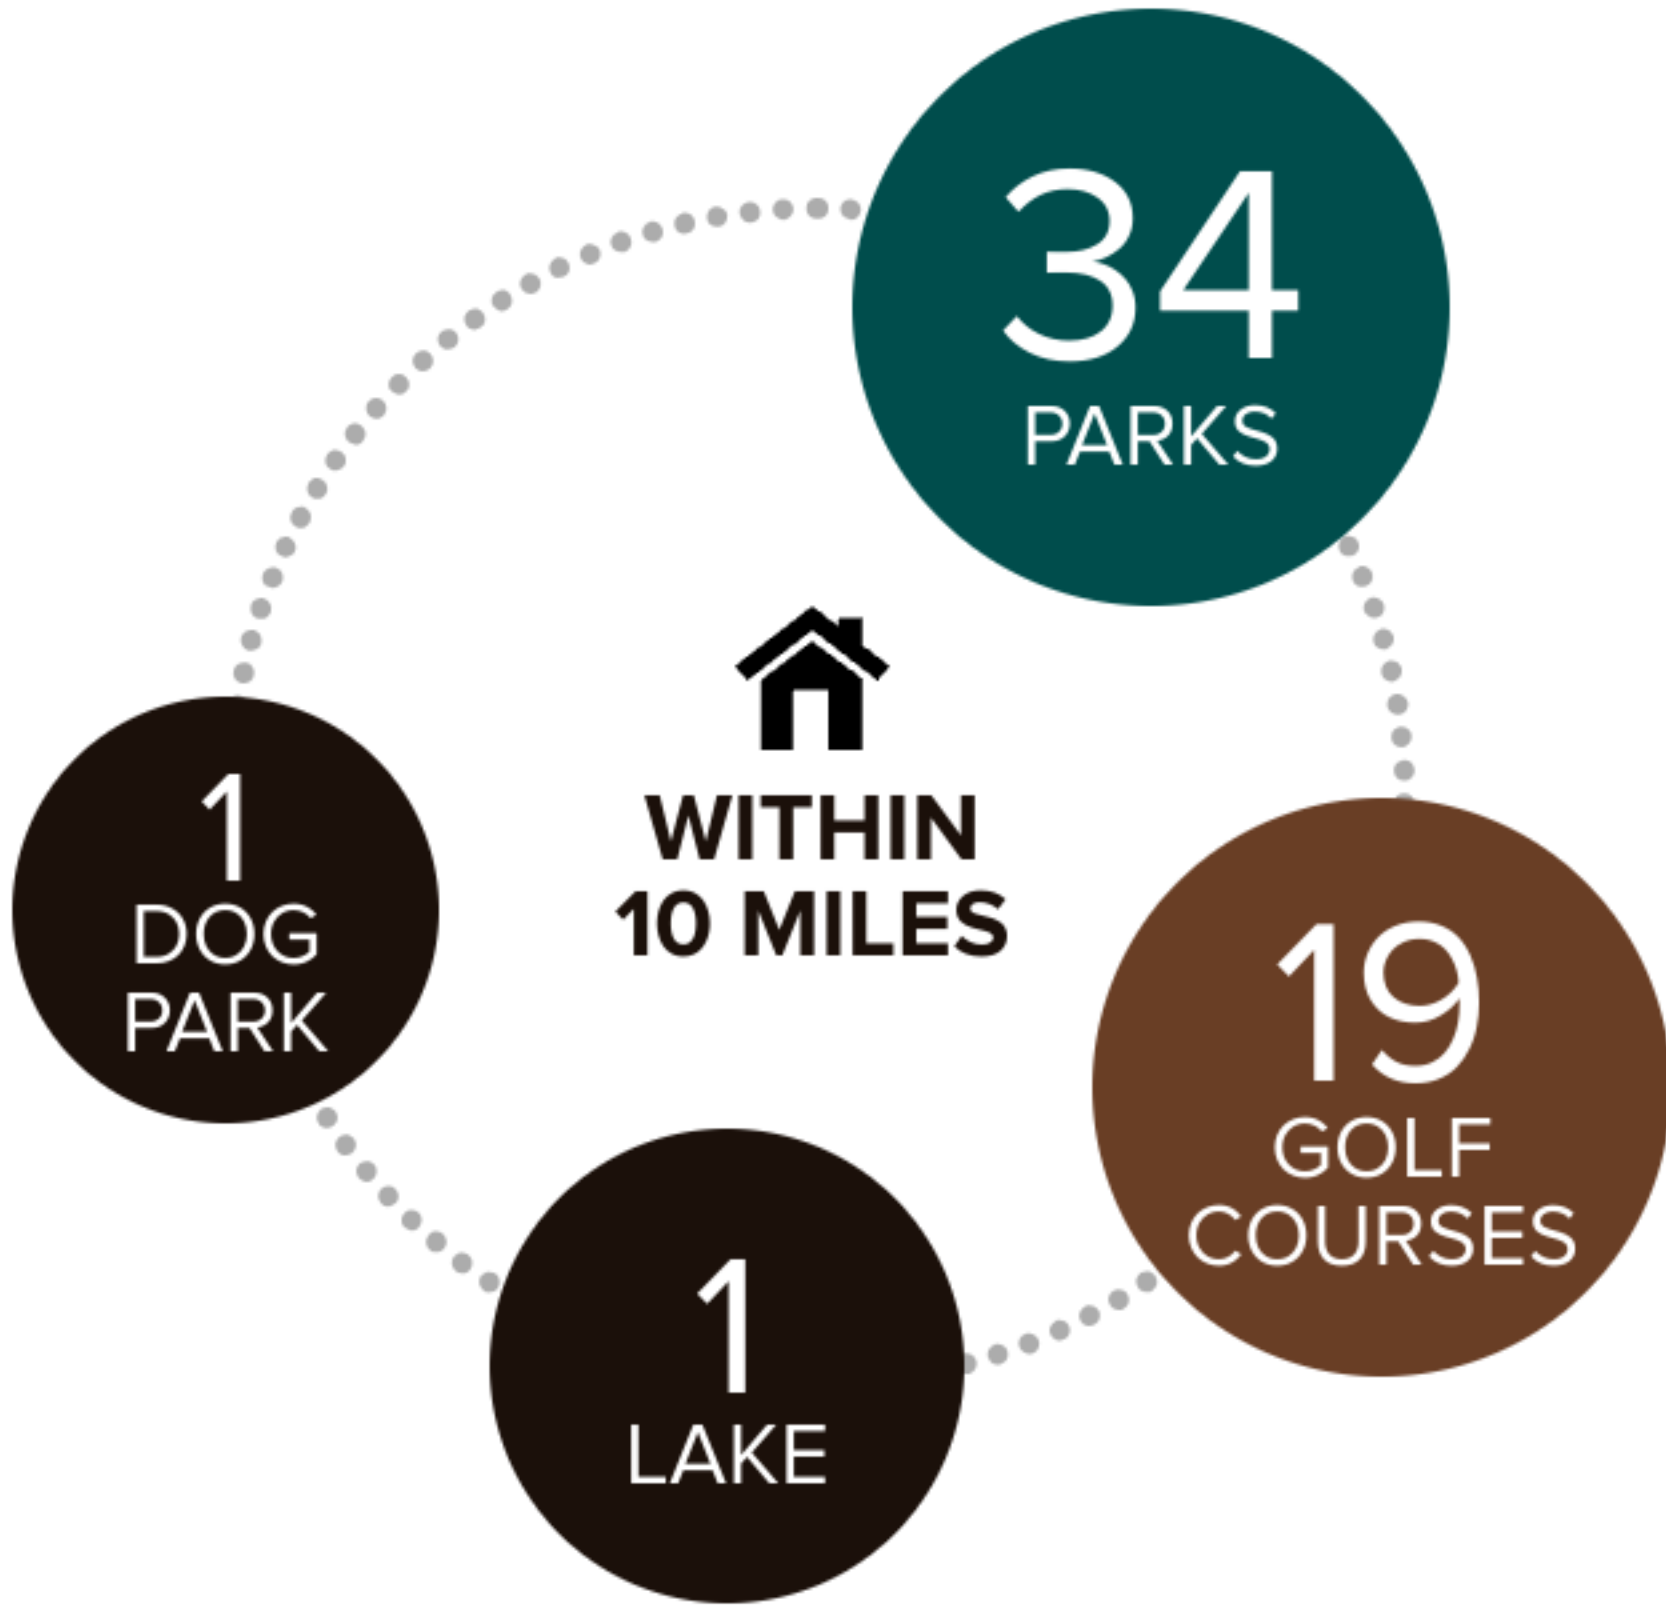 34
PARKS
WITHIN
10 MILES
1
DOG
PARK
19
GOLF
COURSES
1
LAKE